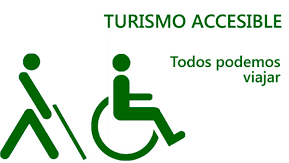 TURISMO ACCESIBLE
Todos podemos
viajar